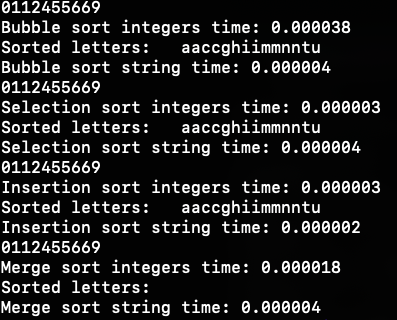 0112455669
Bubble sort integers time: 0.000038
Sorted letters:   aaccghiimmnntu
Bubble sort string time: 0.000004
0112455669
Selection sort integers time: 0.000003
Sorted letters:   aaccghiimmnntu
Selection sort string time: 0.000004
0112455669
Insertion sort integers time: 0.000003
Sorted letters:   aaccghiimmnntu
Insertion sort string time: 0.000002
0112455669
Merge sort integers time: 0.000018
Sorted letters:
Merge sort string time: 0.000004